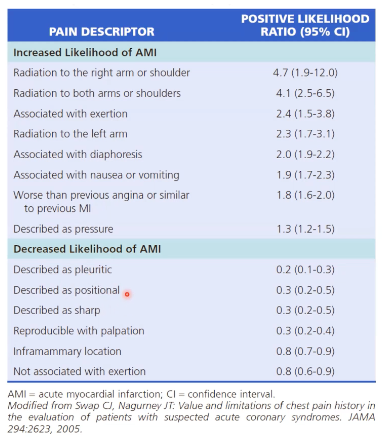 PAIN DESCRIPTOR
POSITIVE LIKELIHOOD
RATIO (95% CI)
Increased Likelihood of AMI
Radiation to the right arm or shoulder 4.7 (1.9-12.0)
Radiation to both arms or shoulders 4.1 (2.5-6.5)
Associated with exertion 2.4 (1.5-3.8)
Radiation to the left arm 2.3 (1.7-3.1)
Associated with diaphoresis 2.0 (1.9-2.2)
Associated with nausea or vomiting 1.9 (1.7-2.3)
Worse than previous angina or similar 1.8 (1.6-2.0)
to previous MI
Described as pressure 1.3 (1.2-1.5)
Decreased Likelihood of AMI
Described as pleuritic 0.2 (0.1-0.3)
Described as positional 0.3 (0.2-0.5)
Described as sharp 0.3 (0.2-0.5)
Reproducible with palpation 0.3 (0.2-0.4)
Inframammary location 0.8 (0.7-0.9)
Not associated with exertion 0.8 (0.6-0.9)
AMI = acute myocardial infarction; CI = confidence interval.
Modified from Swap CJ, Nagurney JT: Value and limitations of chest pain history in
the evaluation of patients with suspected acute coronary syndromes. JAMA
294:2623, 2005.